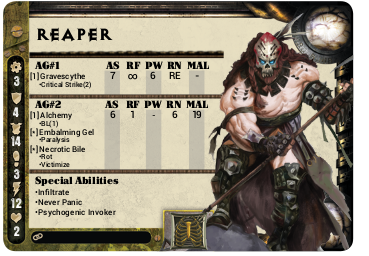 REAPER
AG#1 AS RF PW RN MAL
[1]Gravescythe 7 ∞ 6 RE -
•Critical Strike(2)
AG#2 AS RF PW RN MAL
[1]Alchemy 6 1 - 6 19
•BL(1)
[•]Embalming Gel
•Paralysis
[•]Necrotic Bile
•Rot
•Victimize
Special Abilities
•Infiltrate
•Never Panic
•Psychogenic Invoker
3
4
14
3
12
2